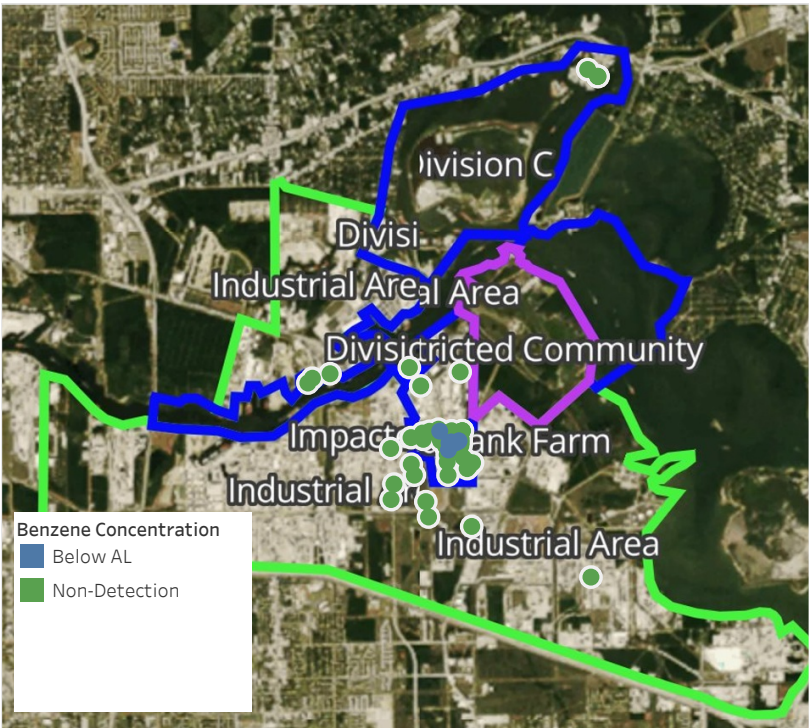 Division C
Divisi
Industrial Area
al Area
Divisi
tricted Community
Impact
ank Farm
Industrial
Industrial Area
Benzene Concentration
Below AL
Non-Detection